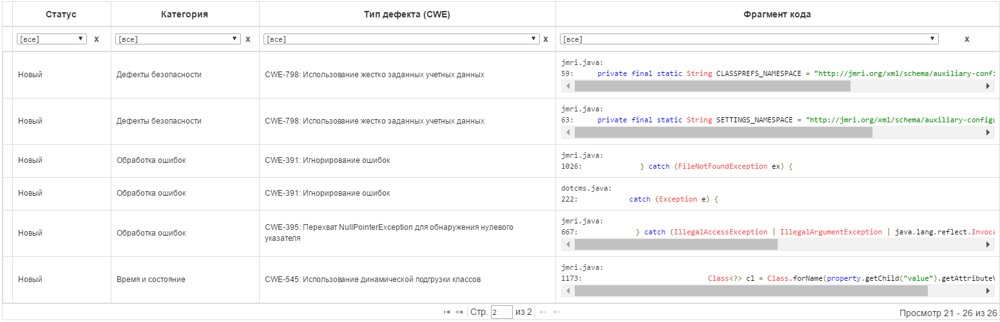 Статус Категория Тип дефекта (CWE) Фрагмент кода
[все] x [все] x [все] x [все] x
jmri.java:
Новый Дефекты безопасности CWE-798: Использование жестко заданных учетных данных
59: private final static String CLASSPREFS_NAMESPACE = "http://jmri.org/xml/schema/auxiliary-confi
jmri.java:
Новый Дефекты безопасности CWE-798: Использование жестко заданных учетных данных
63: private final static String SETTINGS_NAMESPACE = "http://jmri.org/xml/schema/auxiliary-configu
jmri.java:
Новый Обработка ошибок CWE-391: Игнорирование ошибок
1026: } catch (FileNotFoundException ex) {
dotcms.java:
Новый Обработка ошибок CWE-391: Игнорирование ошибок
222: catch (Exception e) {
jmri.java:
Новый Обработка ошибок CWE-395: Перехват NullPointerException для обнаружения нулевого
указателя
667: } catch (IllegalAccessException | IllegalArgumentException | java.lang.reflect.Invoca
jmri.java:
Новый Время и состояние CWE-545: Использование динамической подгрузки классов
1173: Class<?> cl = Class.forName(property.getChild("value").getAttributeV
Стр. 2 из 2
Просмотр 21 - 26 из 26